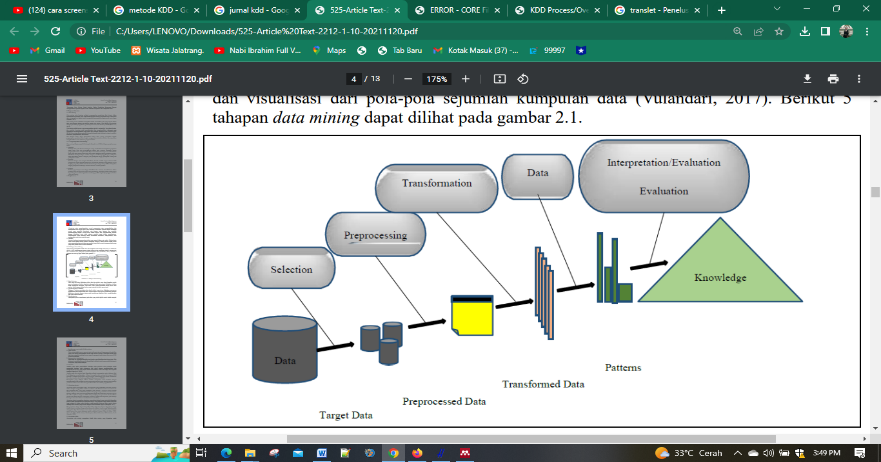 (124) cara screen
metode KDD - G
jurnal kdd - Goo
525-Article Text-
ERROR - CORE F
KDD Process/Ov
translet - Penelus
File
C:/Users/LENOVO/Downloads/525-Article%20Text-2212-1-10-20211120.pdf
Gmail
YouTube
Wisata Jalatrang.
Nabi Ibrahim Full V...
Maps
Tab Baru
Kotak Masuk (37) -...
99997
525-Article Text-2212-1-10-20211120.pdf
4 / 13
175%
3
4
5
dan visualisasi dari pola-pola sejumlah kumpulan data (Vulandari, 2017). Berikut 5
tahapan data mining dapat dilihat pada gambar 2.1.
Interpretation/Evaluation
Evaluation
Data
Transformation
Preprocessing
Selection
Knowledge
Data
Patterns
Transformed Data
Preprocessed Data
Target Data
Search
33°C Cerah
3:49 PM